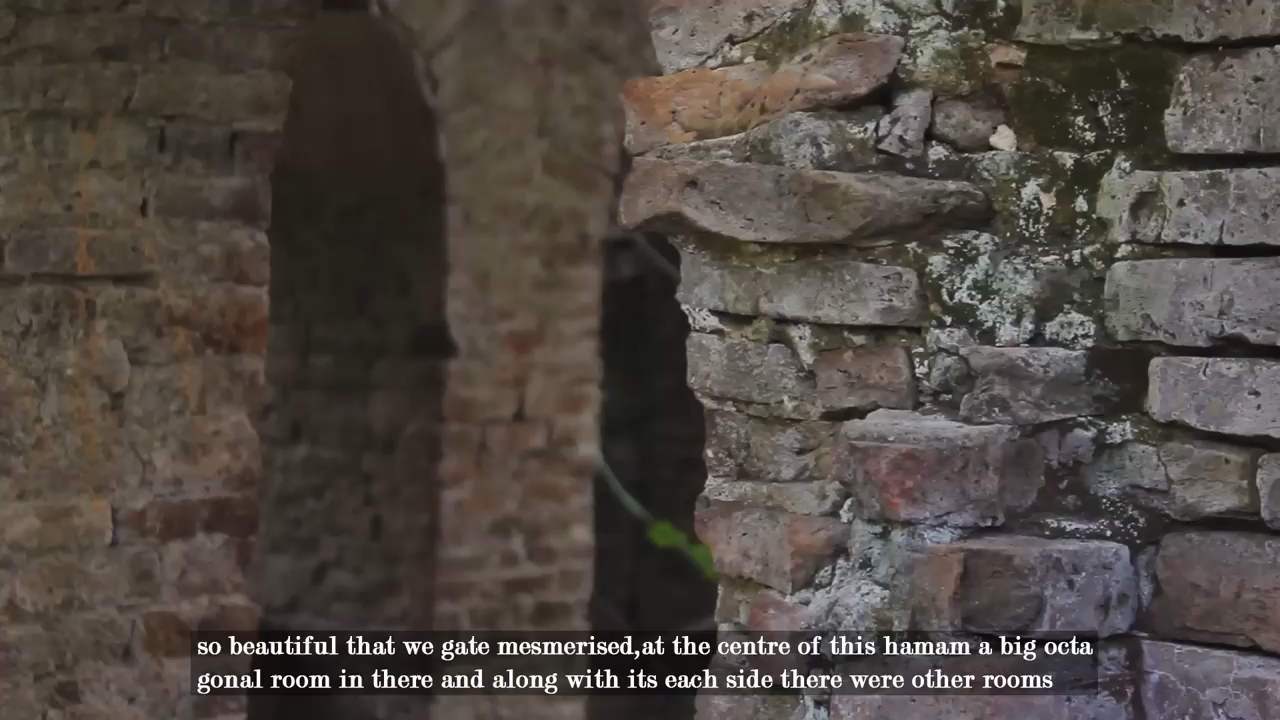 so beautiful that we gate mesmerised,at the centre of this hamam a big octa
gonal room in there and along with its each side there were other rooms